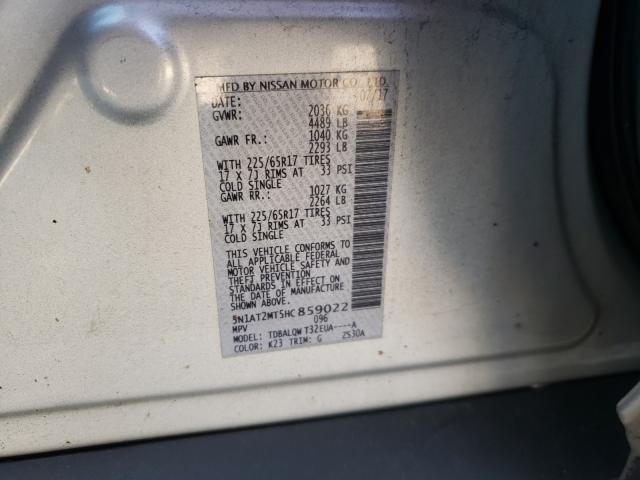 MFD BY NISSAN MOTOR CO., LTD.
DATE: 02/17
GVWR: 2036 KG
4489 LB
GAWR FR.: 1040 KG
2293 LB
WITH 225/65R17 TIRES
17 X 7J RIMS AT 33 PSI
COLD SINGLE
GAWR RR.: 1027 KG
2264 LB
WITH 225/65R17 TIRES
17 X 7J RIMS AT 33 PSI
COLD SINGLE
THIS VEHICLE CONFORMS TO
ALL APPLICABLE FEDERAL
MOTOR VEHICLE SAFETY AND
THEFT PREVENTION
STANDARDS IN EFFECT ON
THE DATE OF MANUFACTURE
SHOWN ABOVE
5N1AT2MT5HC859022
MPV 096
MODEL: TDBALQW T32EUA----A
COLOR: K23 TRIM: G ZS30A